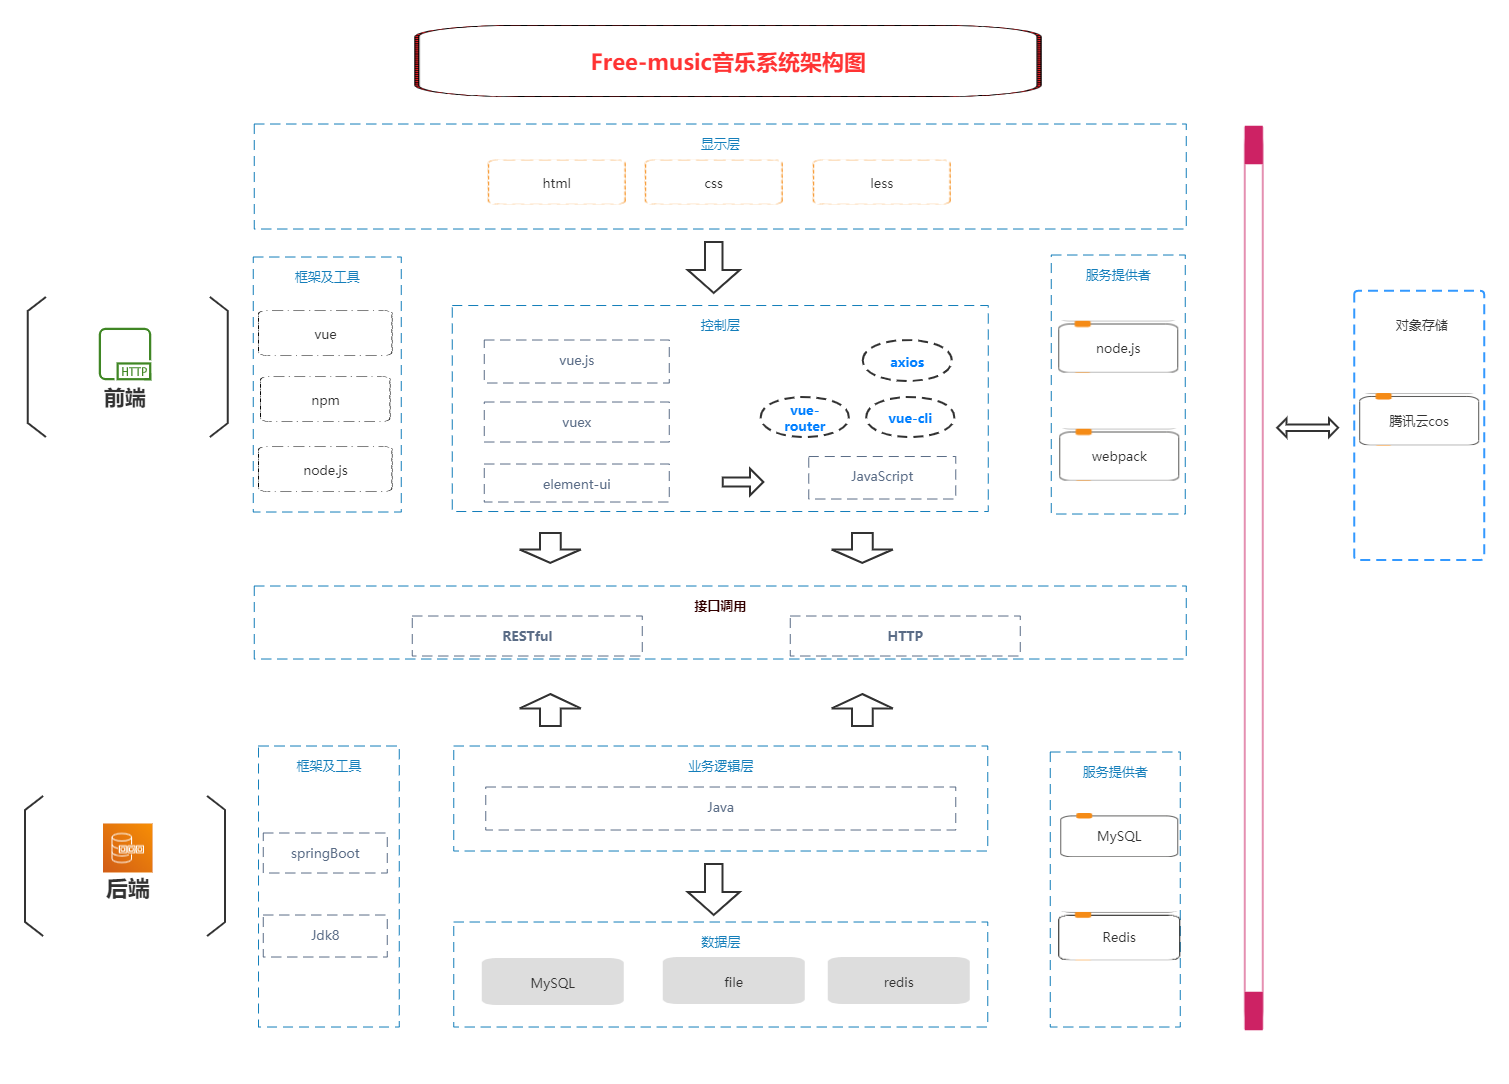 Free-music音乐系统架构图
显示层
html
css
less
框架及工具
vue
npm
node.js
HTTP
前端
控制层
vue.js
vuex
element-ui
axios
vue-
router
vue-cli
JavaScript
服务提供者
node.js
webpack
对象存储
腾讯云cos
接口调用
RESTful
HTTP
框架及工具
springBoot
Jdk8
后端
业务逻辑层
Java
数据层
MySQL
file
redis
服务提供者
MySQL
Redis